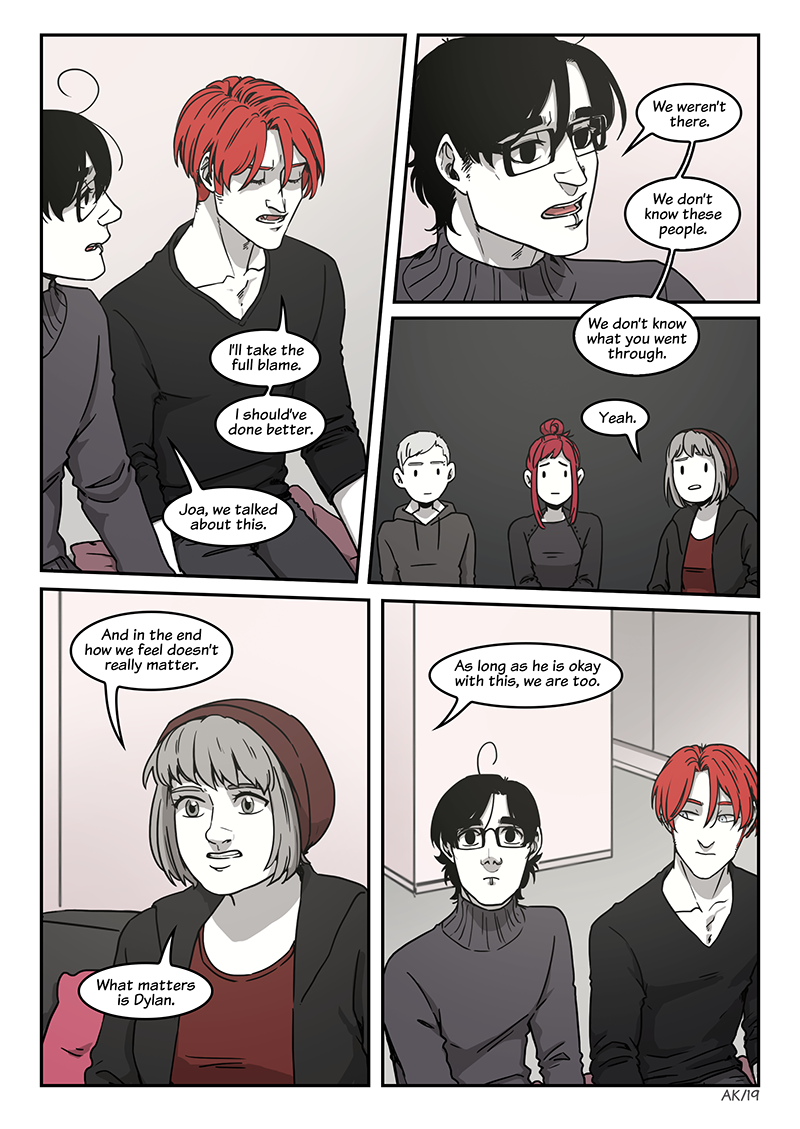 I'll take the
full blame.
I should've
done better.
Joa, we talked
about this.
We weren't
there.
We don't
know these
people.
We don't know
what you went
through.
Yeah.
And in the end
how we feel doesn't
really matter.
What matters
is Dylan.
As long as he is okay
with this, we are too.
AK/19